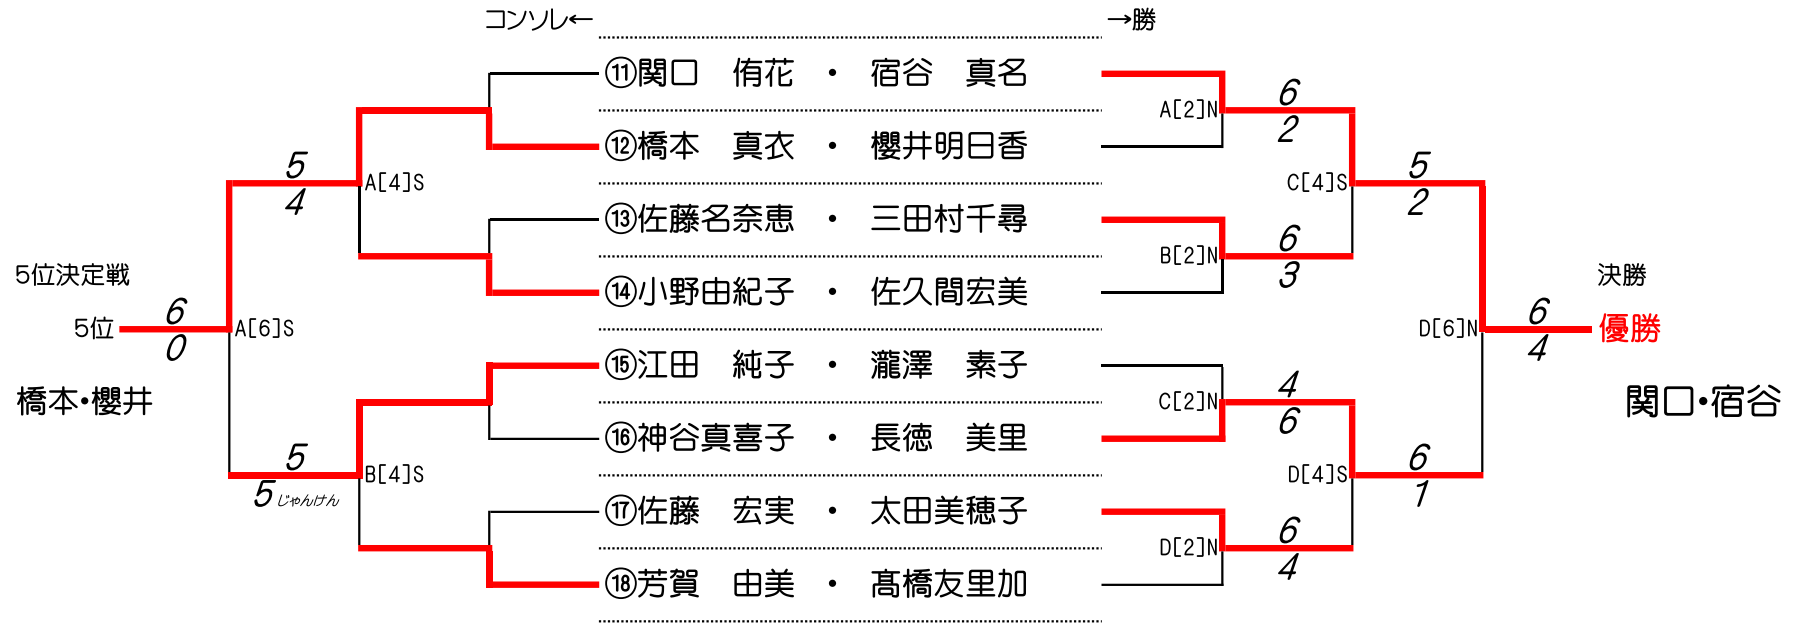 コンソレ←
→勝
⑪関口 侑花 ・ 宿谷 真名
6
A[2]N
2
⑫橋本 真衣 ・ 櫻井明日香
5
5
A[4]S
C[4]S
4
2
⑬佐藤名奈恵 ・ 三田村千尋
6
B[2]N
3
5位決定戦
決勝
⑭小野由紀子 ・ 佐久間宏美
6
6
5位
A[6]S
D[6]N
優勝
0
4
⑮江田 純子 ・ 瀧澤 素子
4
橋本・櫻井
C[2]N
関口・宿谷
6
⑯神谷真喜子 ・ 長徳 美里
5
6
B[4]S
D[4]S
5 じゃんけん
1
⑰佐藤 宏実 ・ 太田美穂子
6
D[2]N
4
⑱芳賀 由美 ・ 髙橋友里加